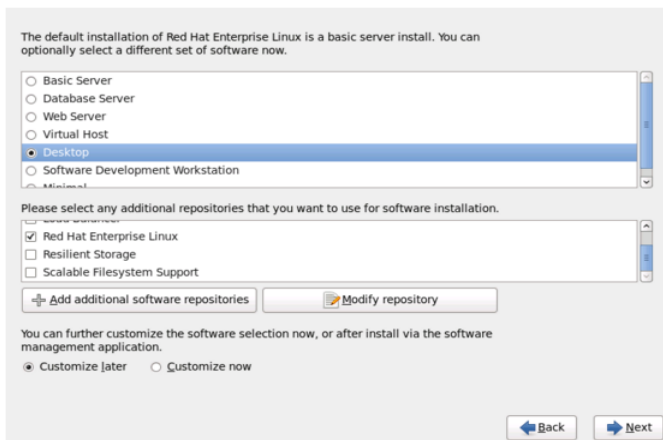 The default installation of Red Hat Enterprise Linux is a basic server install. You can
optionally select a different set of software now.
Basic Server
Database Server
Web Server
Virtual Host
Desktop
Software Development Workstation
Minimal
Please select any additional repositories that you want to use for software installation.
Load Balancer
Red Hat Enterprise Linux
Resilient Storage
Scalable Filesystem Support
Add additional software repositories
Modify repository
You can further customize the software selection now, or after install via the software
management application.
Customize later
Customize now
Back
Next